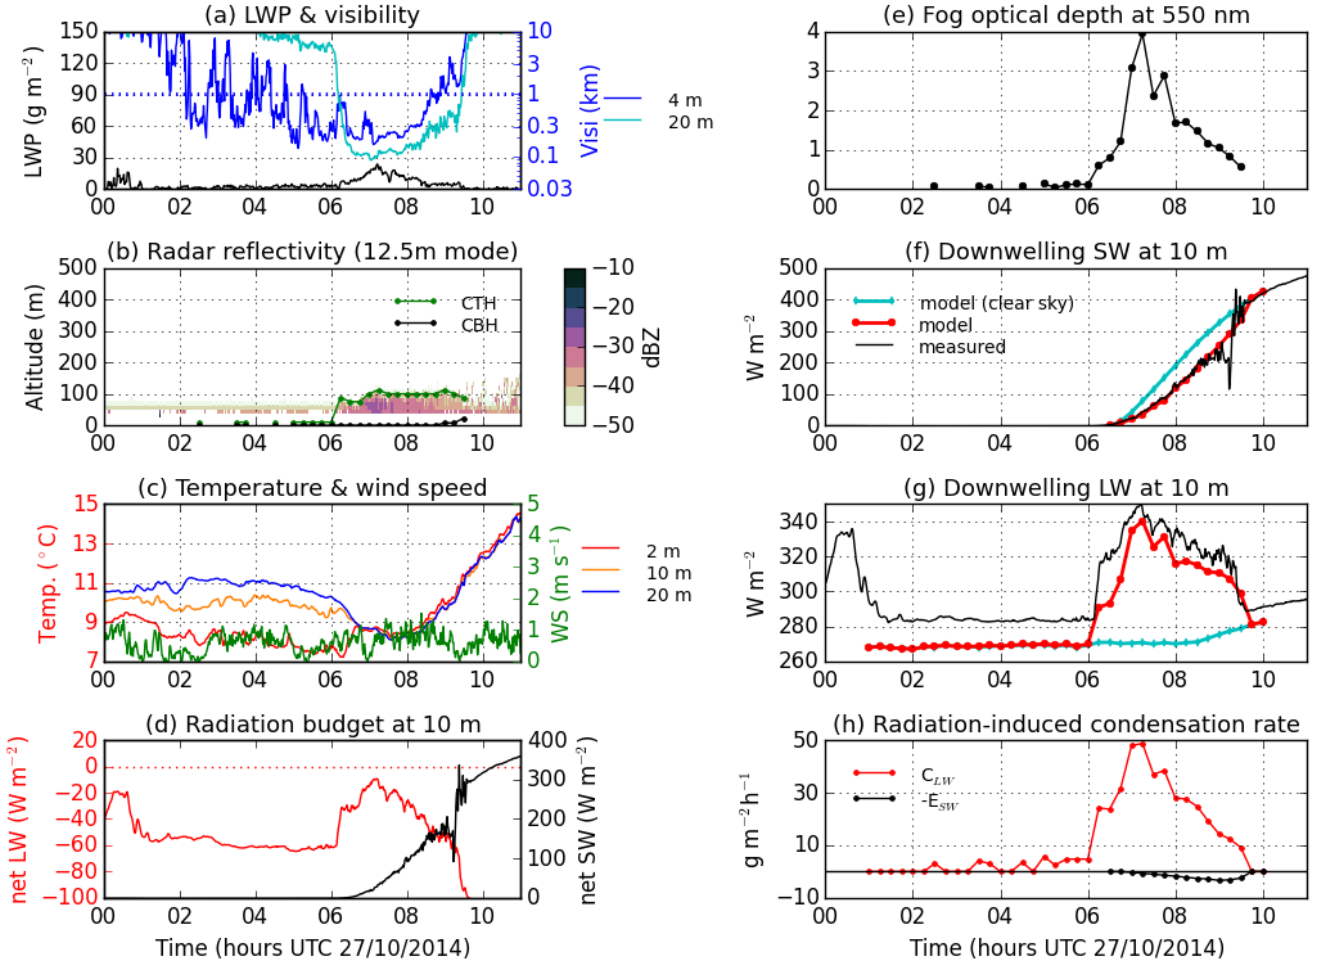 (a) LWP & visibility
LWP (g m⁻²)
150
120
90
60
30
0
10
3
1
0.3
0.1
0.03
Visi (km)
4 m
20 m
00 02 04 06 08 10
(e) Fog optical depth at 550 nm
4
3
2
1
0
00 02 04 06 08 10
(b) Radar reflectivity (12.5m mode)
Altitude (m)
500
400
300
200
100
0
CTH
CBH
−10
−20
−30
−40
−50
dBZ
00 02 04 06 08 10
(f) Downwelling SW at 10 m
W m⁻²
500
400
300
200
100
0
model (clear sky)
model
measured
00 02 04 06 08 10
(c) Temperature & wind speed
Temp. (°C)
15
13
11
9
7
5
4
3
2
1
0
WS (m s⁻¹)
2 m
10 m
20 m
00 02 04 06 08 10
(g) Downwelling LW at 10 m
W m⁻²
340
320
300
280
260
00 02 04 06 08 10
(d) Radiation budget at 10 m
net LW (W m⁻²)
20
0
−20
−40
−60
−80
−100
400
300
200
100
0
net SW (W m⁻²)
00 02 04 06 08 10
Time (hours UTC 27/10/2014)
(h) Radiation-induced condensation rate
g m⁻²h⁻¹
50
30
10
−10
C_LW
-E_SW
00 02 04 06 08 10
Time (hours UTC 27/10/2014)